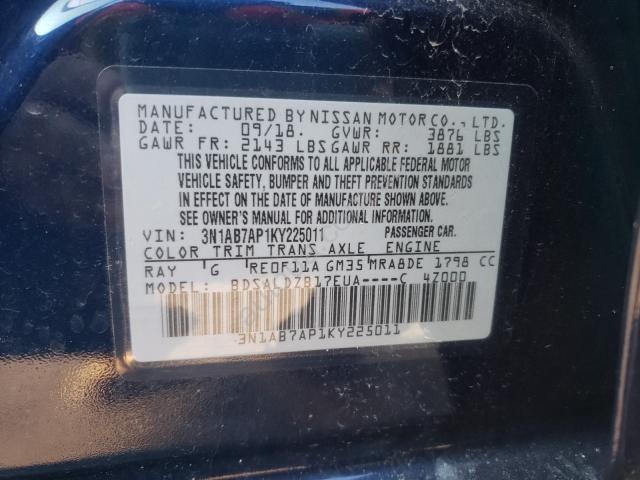 MANUFACTURED BY NISSAN MOTOR CO., LTD.
DATE: 09/18. GVWR: 3876 LBS
GAWR FR: 2143 LBS GAWR RR: 1881 LBS
THIS VEHICLE CONFORMS TO ALL APPLICABLE FEDERAL MOTOR
VEHICLE SAFETY, BUMPER AND THEFT PREVENTION STANDARDS
IN EFFECT ON THE DATE OF MANUFACTURE SHOWN ABOVE.
SEE OWNER'S MANUAL FOR ADDITIONAL INFORMATION.
VIN: 3N1AB7AP1KY225011 PASSENGER CAR.
COLOR TRIM TRANS AXLE ENGINE
RAY G RE0F11A GM35 MRA8DE 1798 CC
MODEL: BDSALDZB17EUA----C 4Z000
3N1AB7AP1KY225011